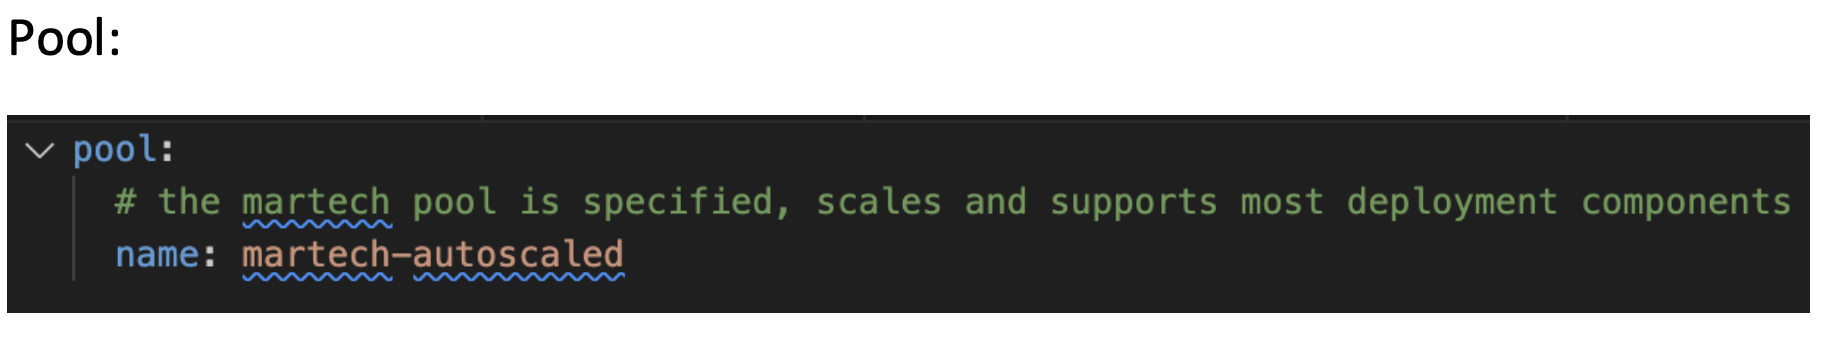 Pool:
pool:
# the martech pool is specified, scales and supports most deployment components
name: martech-autoscaled